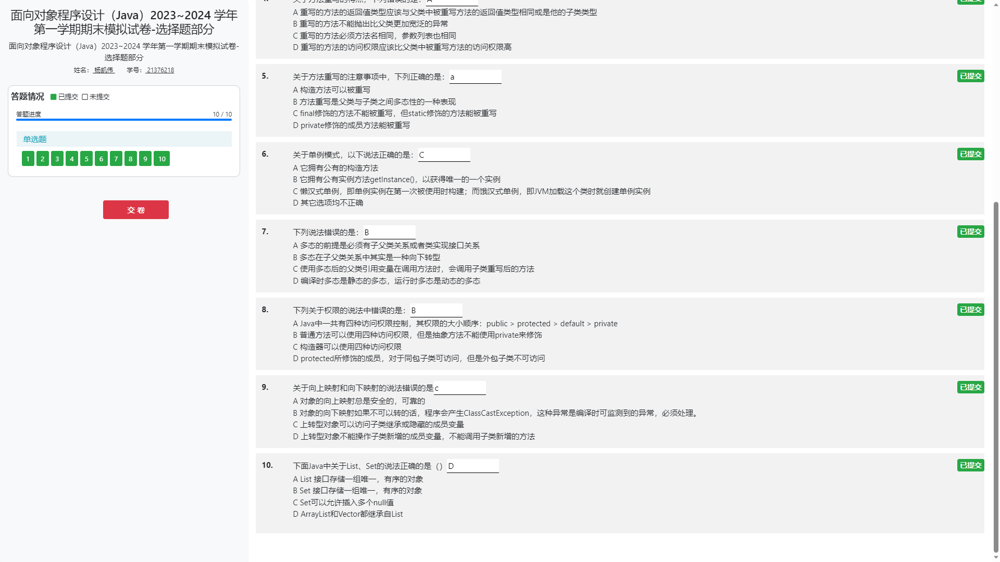 面向对象程序设计（Java）2023~2024 学年
第一学期期末模拟试卷-选择题部分
面向对象程序设计（Java）2023~2024 学年第一学期期末模拟试卷-
选择题部分
姓名： 杨凯伟 学号： 21376218
答题情况 已提交 未提交
答题进度 10 / 10
单选题
1 2 3 4 5 6 7 8 9 10
交 卷
A 重写的方法的返回值类型应该与父类中被重写方法的返回值类型相同或是他的子类类型
B 重写的方法不能抛出比父类更加宽泛的异常
C 重写的方法必须方法名相同，参数列表也相同
D 重写的方法的访问权限应该比父类中被重写方法的访问权限高
5. 关于方法重写的注意事项中，下列正确的是： a 已提交
A 构造方法可以被重写
B 方法重写是父类与子类之间多态性的一种表现
C final修饰的方法不能被重写，但static修饰的方法能被重写
D private修饰的成员方法能被重写
6. 关于单例模式，以下说法正确的是： C 已提交
A 它拥有公有的构造方法
B 它拥有公有实例方法getInstance()，以获得唯一的一个实例
C 懒汉式单例，即单例实例在第一次被使用时构建；而饿汉式单例，即JVM加载这个类时就创建单例实例
D 其它选项均不正确
7. 下列说法错误的是： B 已提交
A 多态的前提是必须有子父类关系或者类实现接口关系
B 多态在子父类关系中其实是一种向下转型
C 使用多态后的父类引用变量在调用方法时，会调用子类重写后的方法
D 编译时多态是静态的多态，运行时多态是动态的多态
8. 下列关于权限的说法中错误的是： B 已提交
A Java中一共有四种访问权限控制，其权限的大小顺序：public > protected > default > private
B 普通方法可以使用四种访问权限，但是抽象方法不能使用private来修饰
C 构造器可以使用四种访问权限
D protected所修饰的成员，对于同包子类可访问，但是外包子类不可访问
9. 关于向上映射和向下映射的说法错误的是 c 已提交
A 对象的向上映射总是安全的，可靠的
B 对象的向下映射如果不可以转的话，程序会产生ClassCastException，这种异常是编译时可监测到的异常，必须处理。
C 上转型对象可以访问子类继承或隐藏的成员变量
D 上转型对象不能操作子类新增的成员变量，不能调用子类新增的方法
10. 下面Java中关于List、Set的说法正确的是（） D 已提交
A List 接口存储一组唯一，有序的对象
B Set 接口存储一组唯一，有序的对象
C Set可以允许插入多个null值
D ArrayList和Vector都继承自List